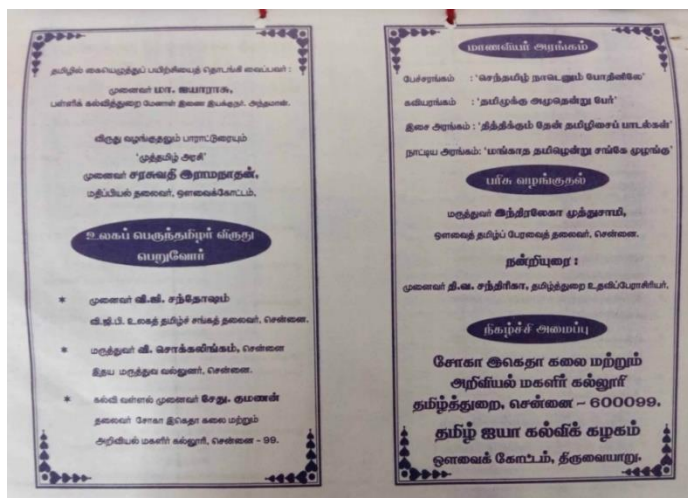 தமிழில் கையெழுத்துப் பயிற்சியைத் தொடங்கி வைப்பவர் :
முனைவர் மா. ஐயாராசு,
பள்ளிக் கல்வித்துறை மேனாள் இணை இயக்குநர். அந்தமான்.
விருது வழங்குதலும் பாராட்டுரையும்
'முத்தமிழ் அரசி'
முனைவர் சரசுவதி இராமநாதன்,
மதிப்பியல் தலைவர், ஔவைக்கோட்டம்,
உலகப் பெருந்தமிழர் விருது
பெறுவோர்
* முனைவர் வி.ஜி. சந்தோஷம்
வி.ஜி.பி. உலகத் தமிழ்ச் சங்கத் தலைவர். சென்னை.
* மருத்துவர் வி. சொக்கலிங்கம், சென்னை
இதய மருத்துவ வல்லுனர், சென்னை.
* கல்வி வள்ளல் முனைவர் சேது. குமணன்
தலைவர் சோகா இகெதா கலை மற்றும்
அறிவியல் மகளிர் கல்லூரி, சென்னை - 99.
மாணவியர் அரங்கம்
பேச்சரங்கம் : 'செந்தமிழ் நாடெனும் போதினிலே'
கவியரங்கம் : 'தமிழுக்கு அமுதென்று பேர்'
இசை அரங்கம் : 'தித்திக்கும் தேன் தமிழிசைப் பாடல்கள்'
நாட்டிய அரங்கம்: 'மங்காத தமிழென்று சங்கே முழங்கு'
பரிசு வழங்குதல்
மருத்துவர் இந்திரலேகா முத்துசாமி,
ஔவைத் தமிழ்ப் பேரவைத் தலைவர், சென்னை.
நன்றியுரை :
முனைவர் தி.வ. சந்திரிகா, தமிழ்த்துறை உதவிப்பேராசிரியர்.
நிகழ்ச்சி அமைப்பு
சோகா இகெதா கலை மற்றும்
அறிவியல் மகளிர் கல்லூரி
தமிழ்த்துறை, சென்னை - 600099.
தமிழ் ஐயா கல்விக் கழகம்
ஔவைக் கோட்டம், திருவையாறு.